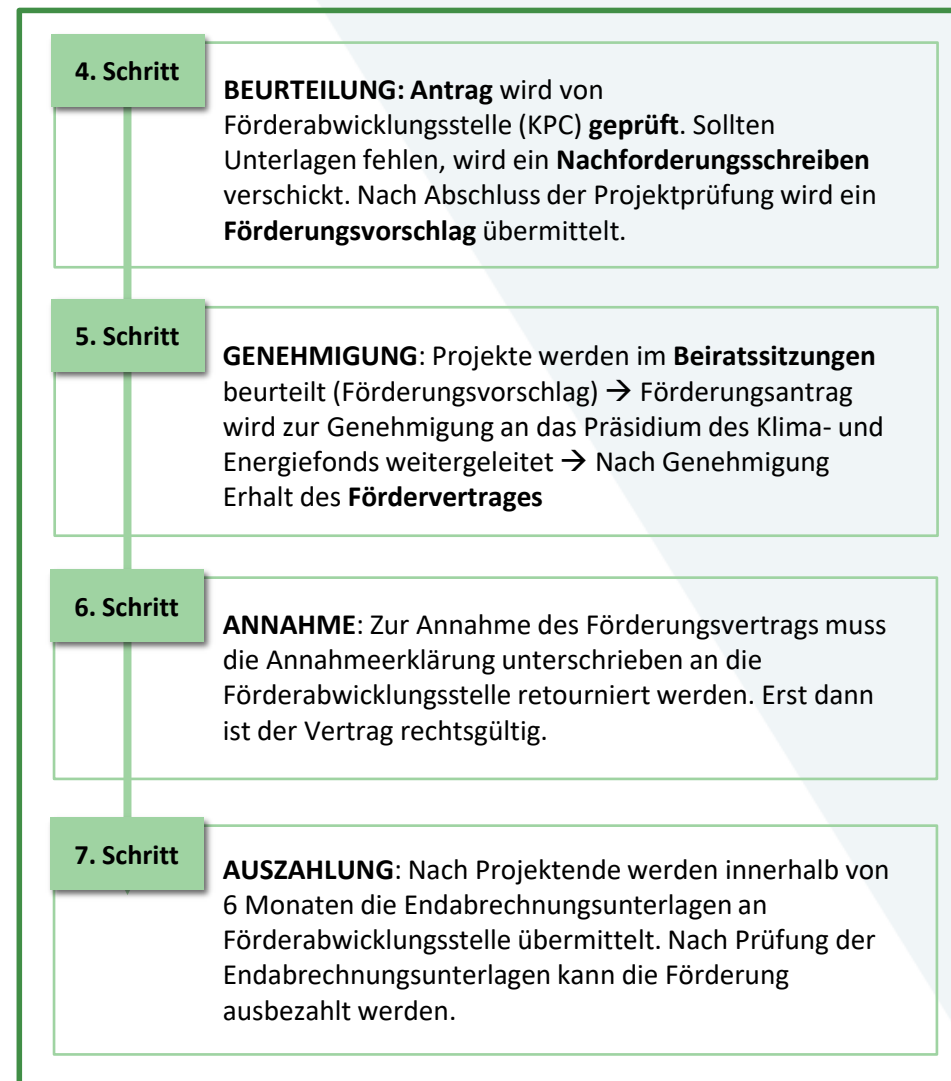 4. Schritt
BEURTEILUNG: Antrag wird von
Förderabwicklungsstelle (KPC) geprüft. Sollten
Unterlagen fehlen, wird ein Nachforderungsschreiben
verschickt. Nach Abschluss der Projektprüfung wird ein
Förderungsvorschlag übermittelt.
5. Schritt
GENEHMIGUNG: Projekte werden im Beiratssitzungen
beurteilt (Förderungsvorschlag) → Förderungsantrag
wird zur Genehmigung an das Präsidium des Klima- und
Energiefonds weitergeleitet → Nach Genehmigung
Erhalt des Fördervertrages
6. Schritt
ANNAHME: Zur Annahme des Förderungsvertrags muss
die Annahmeerklärung unterschrieben an die
Förderabwicklungsstelle retourniert werden. Erst dann
ist der Vertrag rechtsgültig.
7. Schritt
AUSZAHLUNG: Nach Projektende werden innerhalb von
6 Monaten die Endabrechnungsunterlagen an
Förderabwicklungsstelle übermittelt. Nach Prüfung der
Endabrechnungsunterlagen kann die Förderung
ausbezahlt werden.